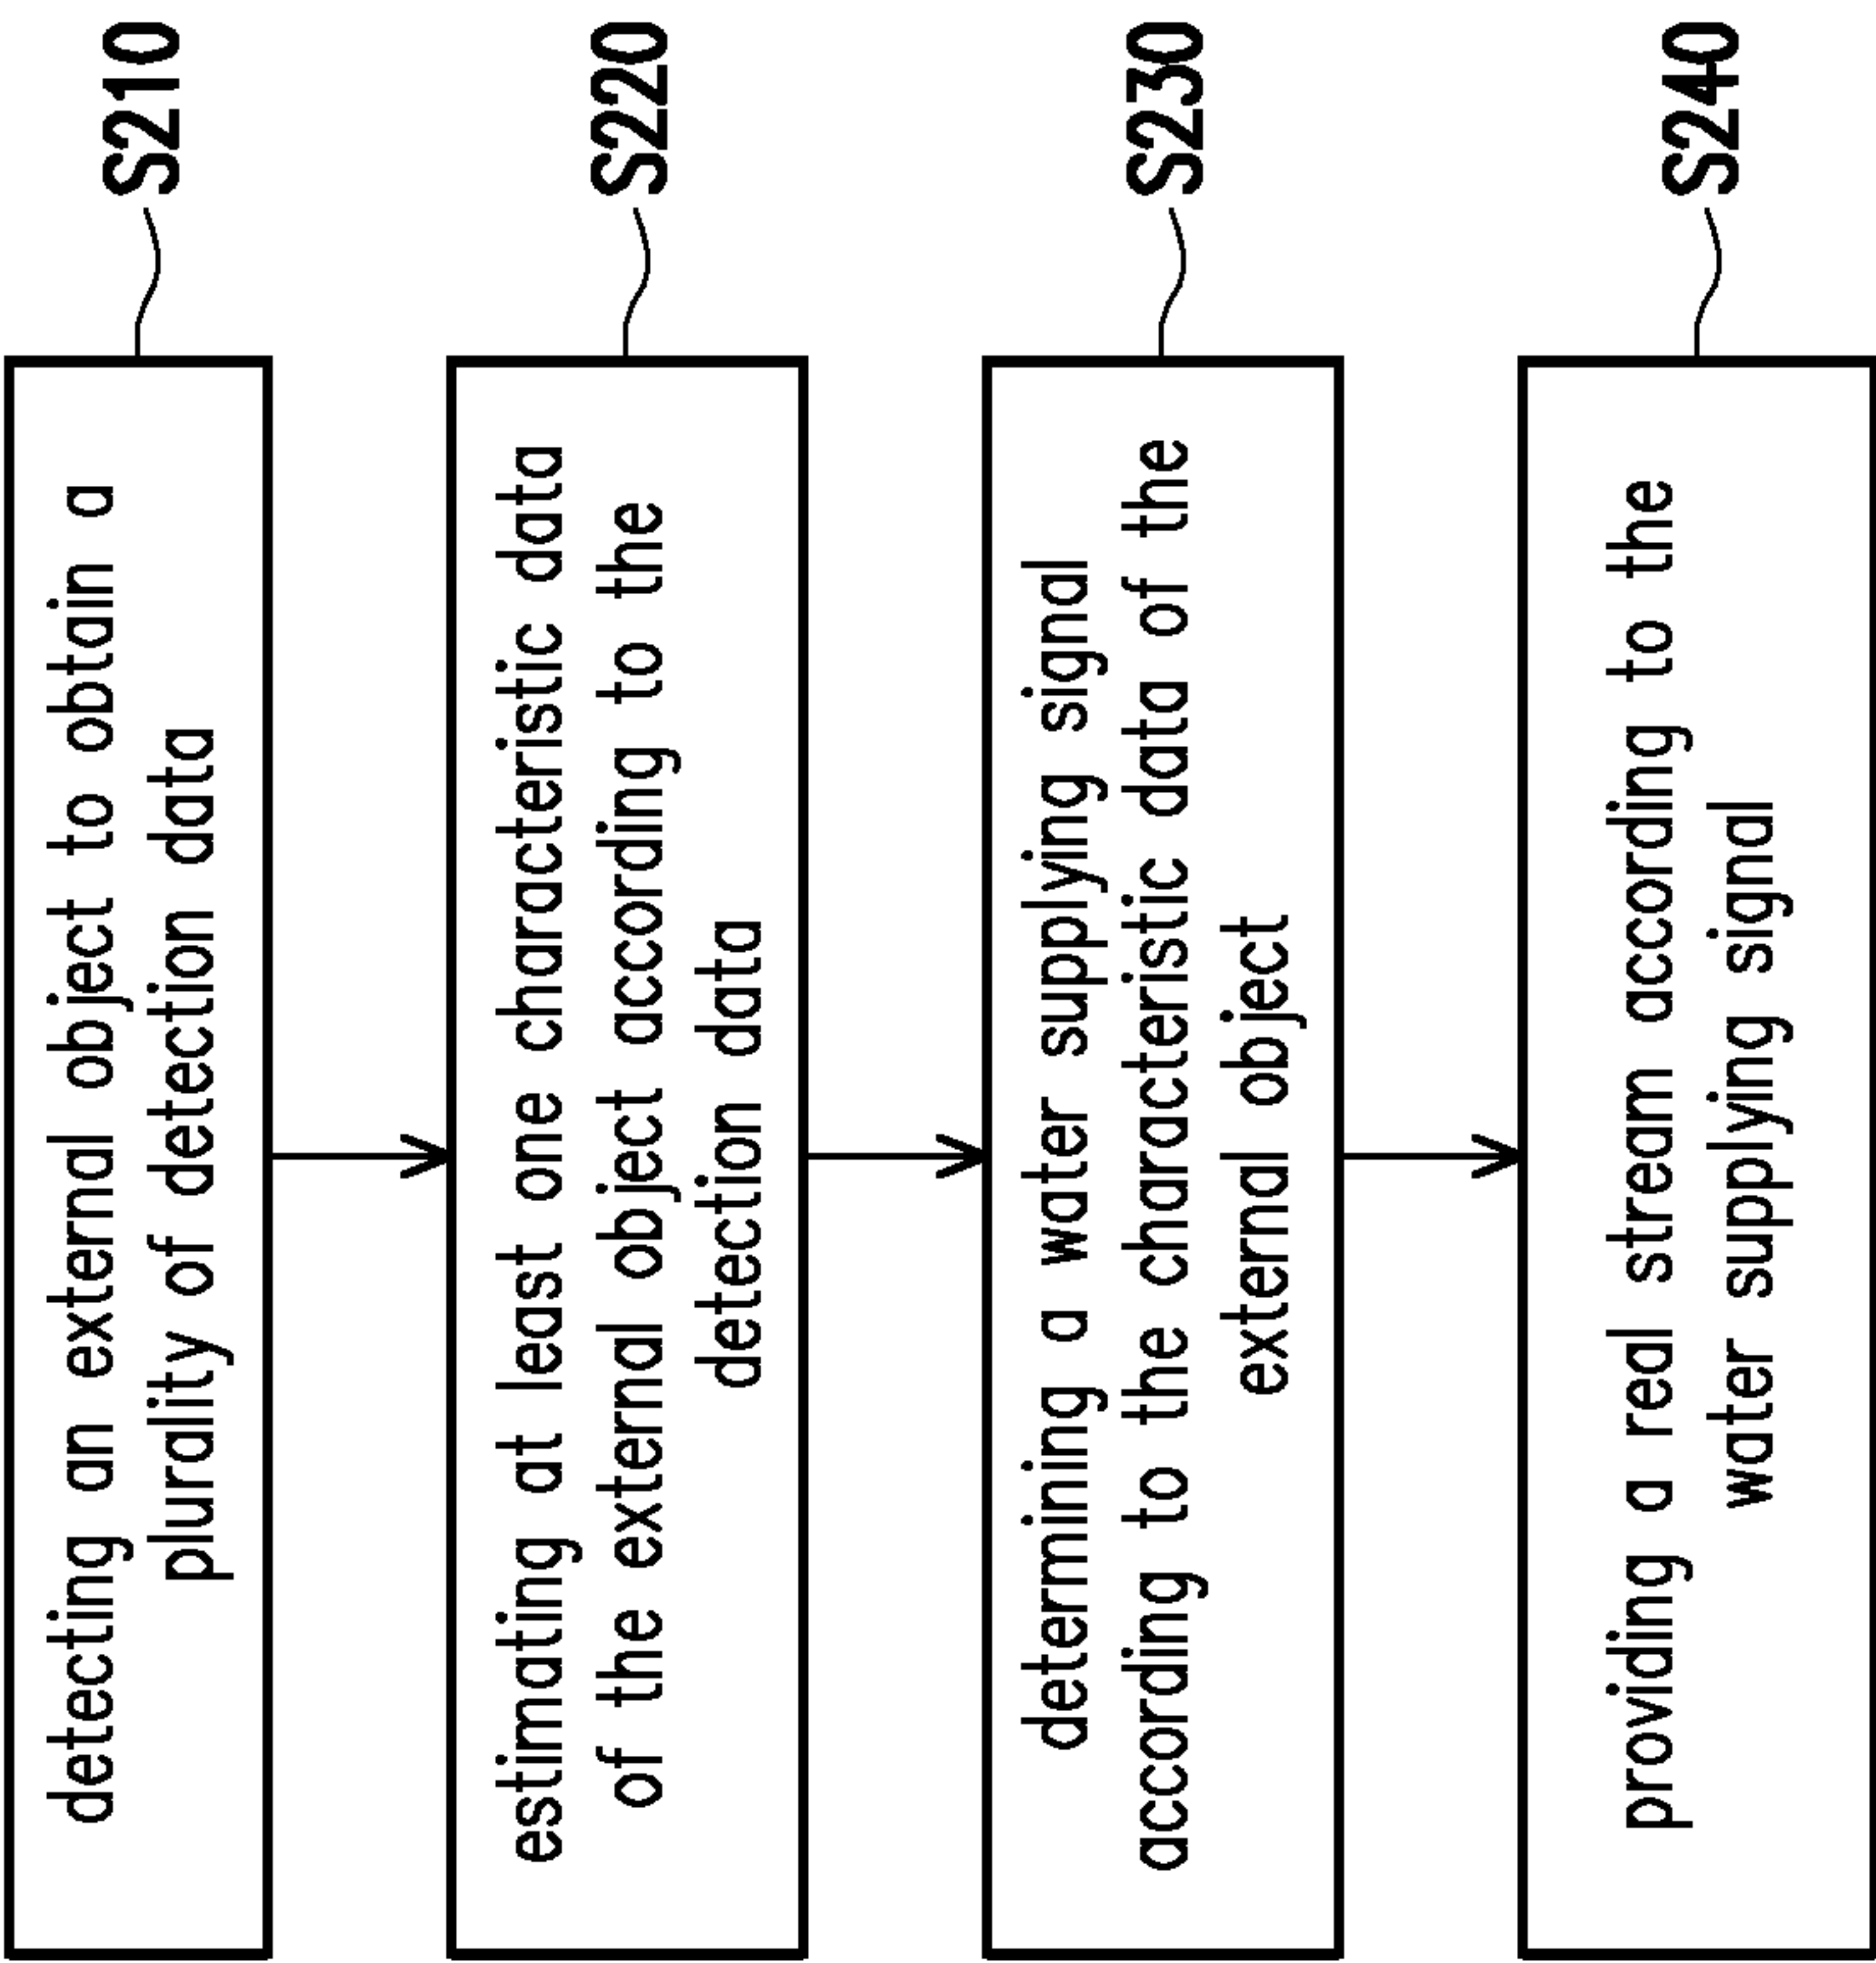 detecting an external object to obtain a
plurality of detection data
S210
estimating at least one characteristic data
of the external object according to the
detection data
S220
determining a water supplying signal
according to the characteristic data of the
external object
S230
providing a real stream according to the
water supplying signal
S240